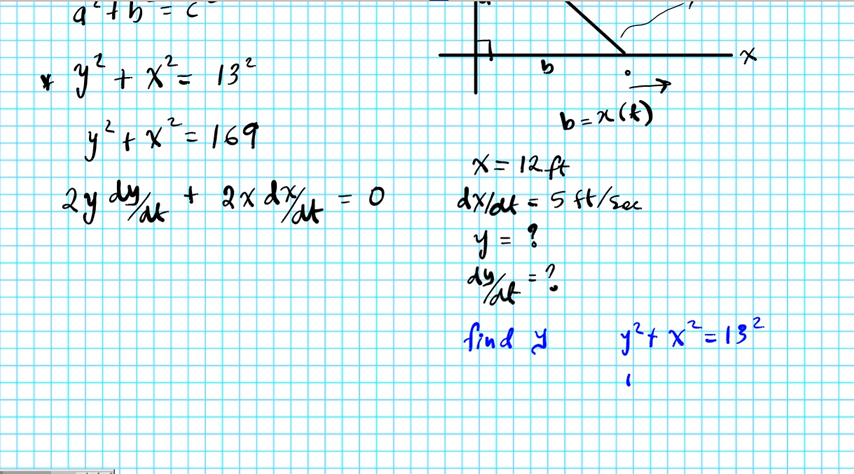 a² + b² = c²
* y² + x² = 13²
y² + x² = 169
2y dy/dt + 2x dx/dt = 0
x
b
b = x(t)
x = 12 ft
dx/dt = 5 ft/sec
y = ?
dy/dt = ?
find y y² + x² = 13²